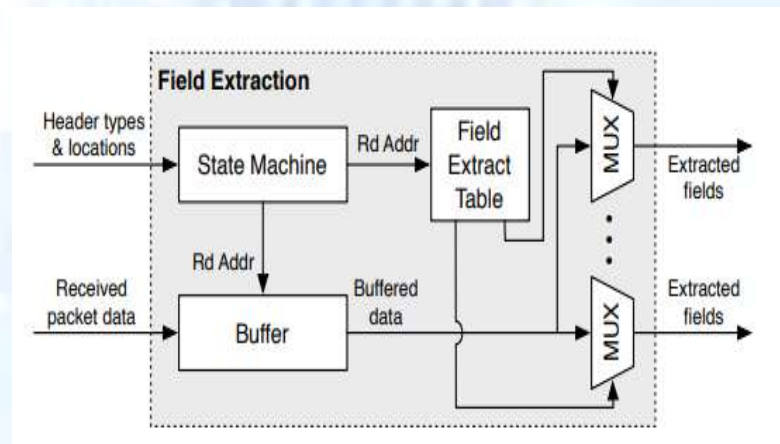 Field Extraction
Header types
& locations
State Machine
Rd Addr
Field
Extract
Table
MUX
Extracted
fields
Rd Addr
Received
packet data
Buffer
Buffered
data
MUX
Extracted
fields